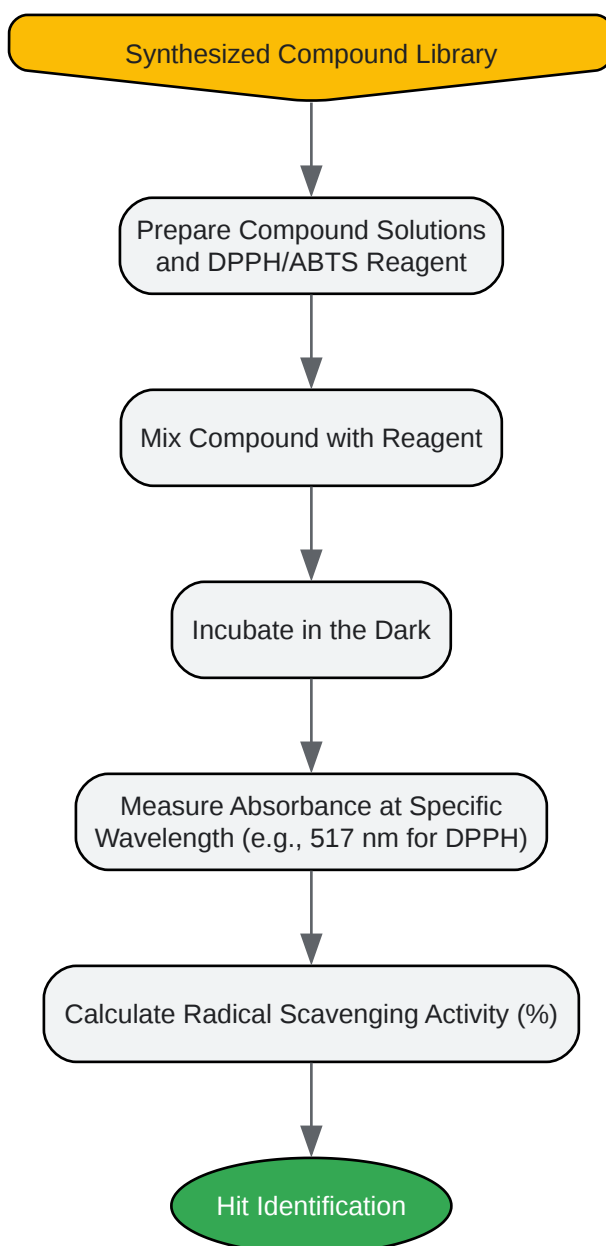 Synthesized Compound Library
Prepare Compound Solutions
and DPPH/ABTS Reagent
Mix Compound with Reagent
Incubate in the Dark
Measure Absorbance at Specific
Wavelength (e.g., 517 nm for DPPH)
Calculate Radical Scavenging Activity (%)
Hit Identification